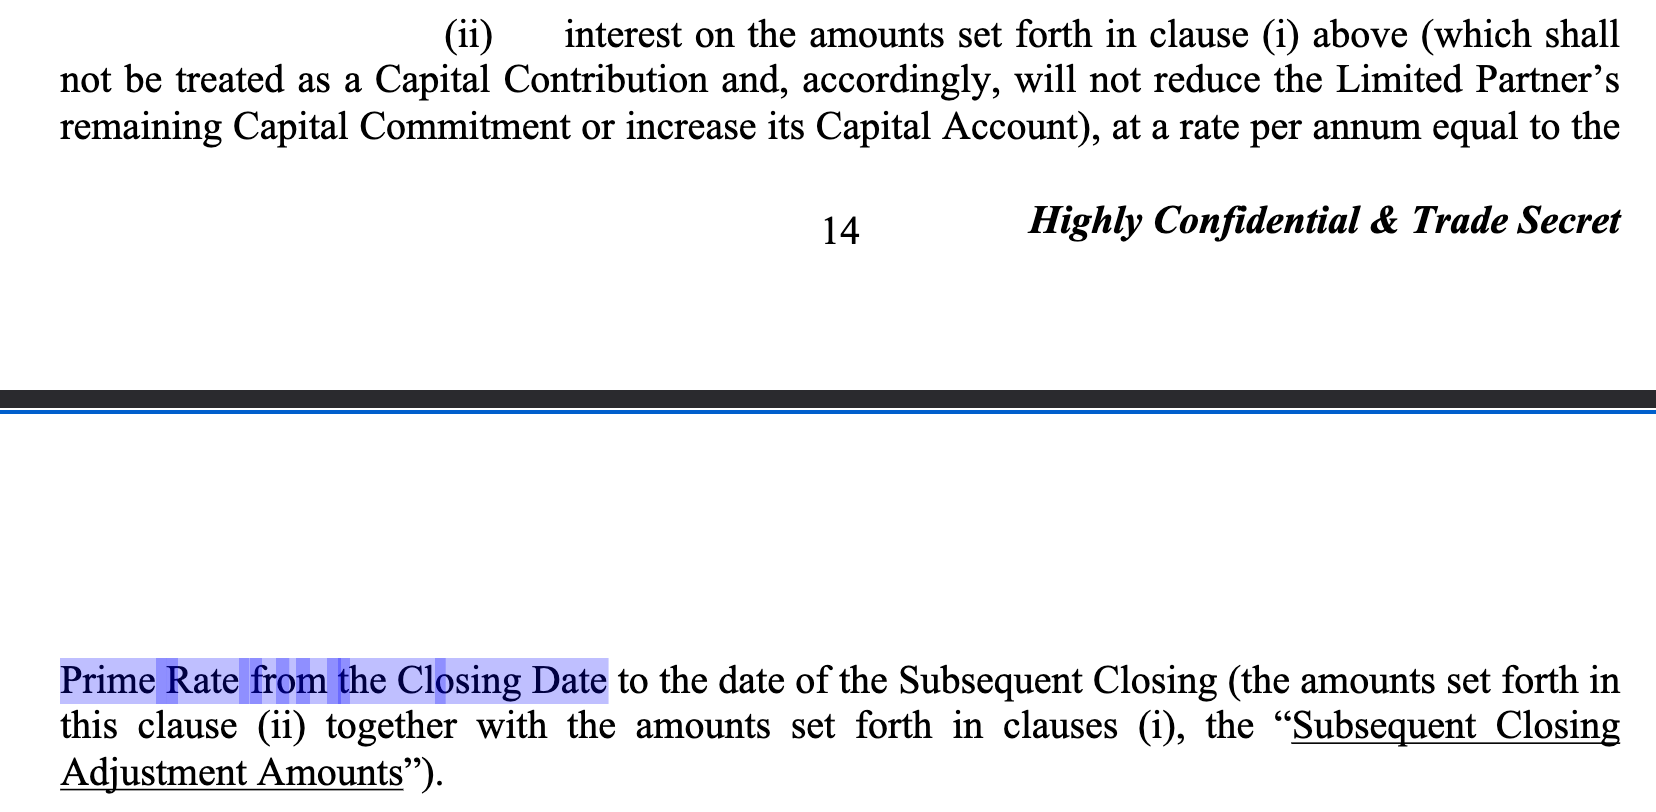 (ii) interest on the amounts set forth in clause (i) above (which shall
not be treated as a Capital Contribution and, accordingly, will not reduce the Limited Partner’s
remaining Capital Commitment or increase its Capital Account), at a rate per annum equal to the
14
Highly Confidential & Trade Secret
Prime Rate from the Closing Date to the date of the Subsequent Closing (the amounts set forth in
this clause (ii) together with the amounts set forth in clauses (i), the “Subsequent Closing
Adjustment Amounts”).